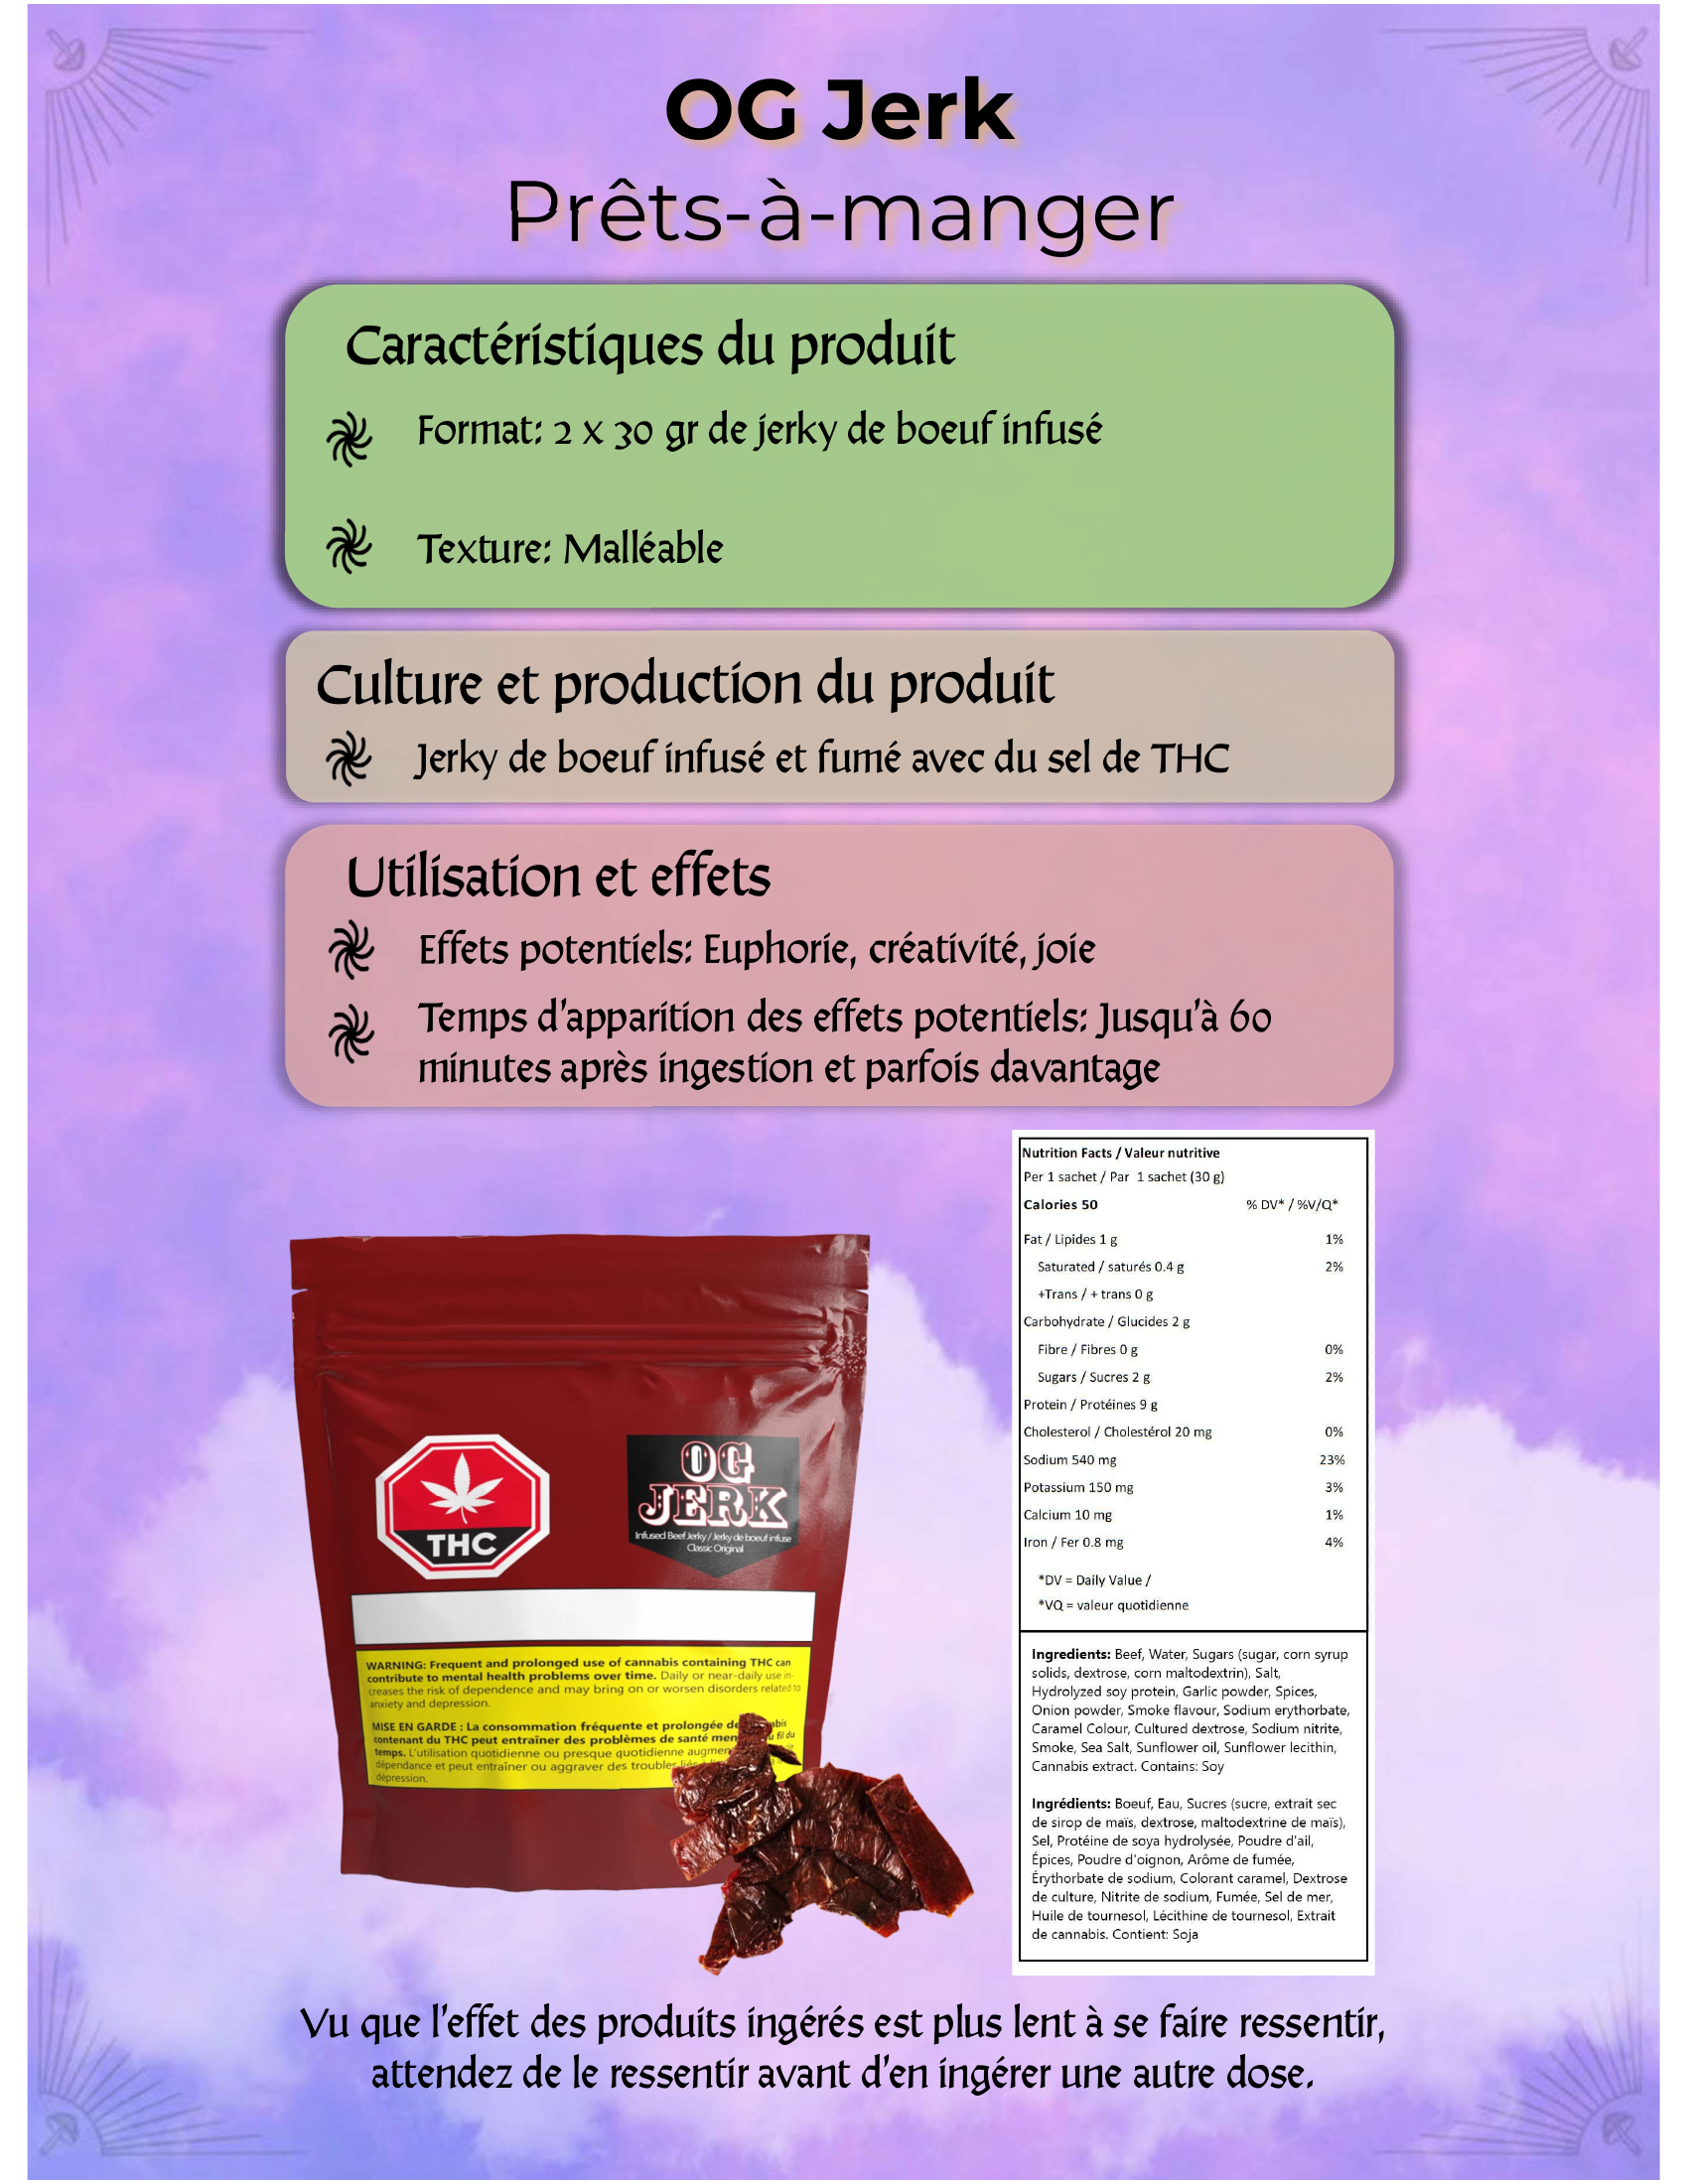 OG Jerk
Prêts-à-manger
Caractéristiques du produit
Format: 2 x 30 gr de jerky de boeuf infusé
Texture: Malléable
Culture et production du produit
Jerky de boeuf infusé et fumé avec du sel de THC
Utilisation et effets
Effets potentiels: Euphorie, créativité, joie
Temps d'apparition des effets potentiels: Jusqu'à 60
minutes après ingestion et parfois davantage
THC
OG
JERK
Infused Beef Jerky / Jerky de boeuf infuse
Classic Original
WARNING: Frequent and prolonged use of cannabis containing THC can
contribute to mental health problems over time. Daily or near-daily use in-
creases the risk of dependence and may bring on or worsen disorders related to
anxiety and depression.
MISE EN GARDE : La consommation fréquente et prolongée de
contenant du THC peut entraîner des problèmes de santé fil du
temps. L'utilisation quotidienne ou presque quotidienne
dépendance et peut entraîner ou aggraver des troubles
dépression.
Nutrition Facts / Valeur nutritive
Per 1 sachet / Par 1 sachet (30 g)
Calories 50 % DV* / %V/Q*
Fat / Lipides 1 g 1%
Saturated / saturés 0.4 g 2%
+Trans / + trans 0 g
Carbohydrate / Glucides 2 g
Fibre / Fibres 0 g 0%
Sugars / Sucres 2 g 2%
Protein / Protéines 9 g
Cholesterol / Cholestérol 20 mg 0%
Sodium 540 mg 23%
Potassium 150 mg 3%
Calcium 10 mg 1%
Iron / Fer 0.8 mg 4%
*DV = Daily Value /
*VQ = valeur quotidienne
Ingredients: Beef, Water, Sugars (sugar, corn syrup
solids, dextrose, corn maltodextrin), Salt,
Hydrolyzed soy protein, Garlic powder, Spices,
Onion powder, Smoke flavour, Sodium erythorbate,
Caramel Colour, Cultured dextrose, Sodium nitrite,
Smoke, Sea Salt, Sunflower oil, Sunflower lecithin,
Cannabis extract. Contains: Soy
Ingrédients: Boeuf, Eau, Sucres (sucre, extrait sec
de sirop de maïs, dextrose, maltodextrine de maïs),
Sel, Protéine de soya hydrolysée, Poudre d'ail,
Épices, Poudre d'oignon, Arôme de fumée,
Érythorbate de sodium, Colorant caramel, Dextrose
de culture, Nitrite de sodium, Fumée, Sel de mer,
Huile de tournesol, Lécithine de tournesol, Extrait
de cannabis. Contient: Soja
Vu que l'effet des produits ingérés est plus lent à se faire ressentir,
attendez de le ressentir avant d'en ingérer une autre dose.